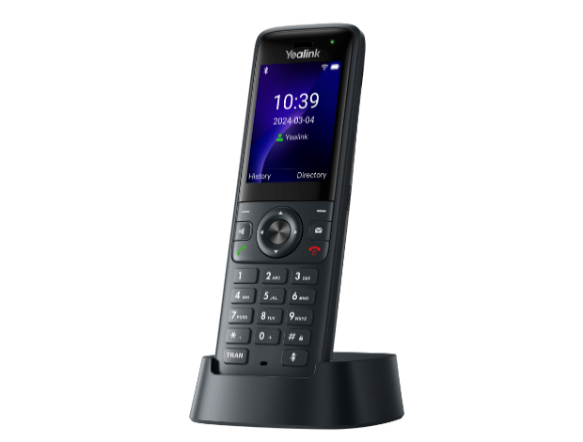 Yealink
10:39
2024-03-04
Yealink
History Directory
1 2 ABC 3 DEF
4 GHI 5 JKL 6 MNO
7 PQRS 8 TUV 9 WXYZ
* . 0 + #
TRAN